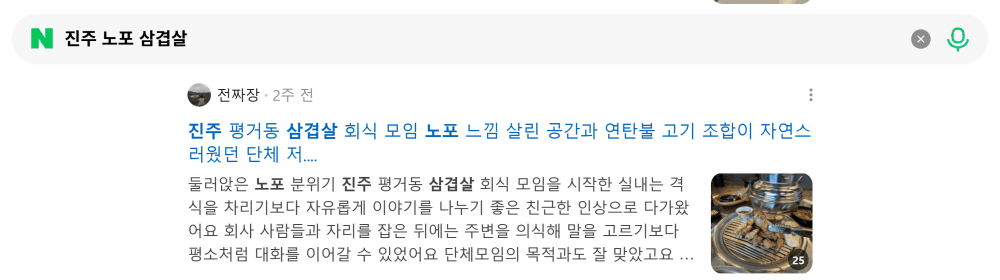 진주 노포 삼겹살
전짜장 · 2주 전
진주 평거동 삼겹살 회식 모임 노포 느낌 살린 공간과 연탄불 고기 조합이 자연스
러웠던 단체 저....
둘러앉은 노포 분위기 진주 평거동 삼겹살 회식 모임을 시작한 실내는 격
식을 차리기보다 자유롭게 이야기를 나누기 좋은 친근한 인상으로 다가왔
어요 회사 사람들과 자리를 잡은 뒤에는 주변을 의식해 말을 고르기보다
평소처럼 대화를 이어갈 수 있었어요 단체모임의 목적과도 잘 맞았고요 ...
25